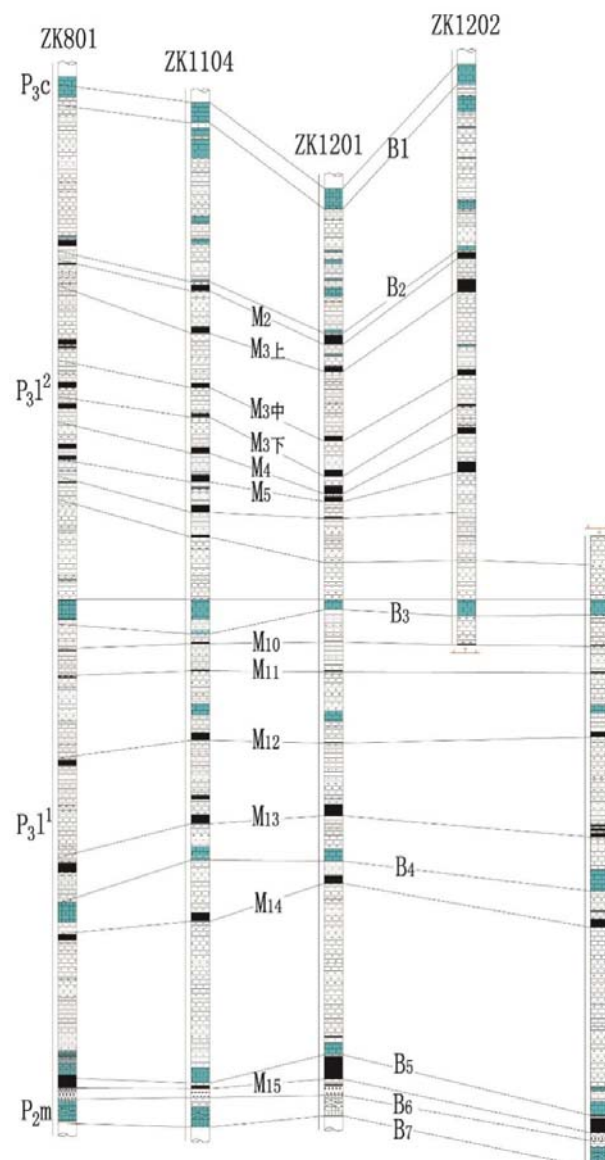 ZK801
ZK1104
ZK1201
ZK1202
P₃c
B1
B2
M2
M3上
P₃l²
M3中
M3下
M4
M5
B3
M10
M11
M12
P₃l¹
M13
B4
M14
B5
M15
B6
P₂m
B7